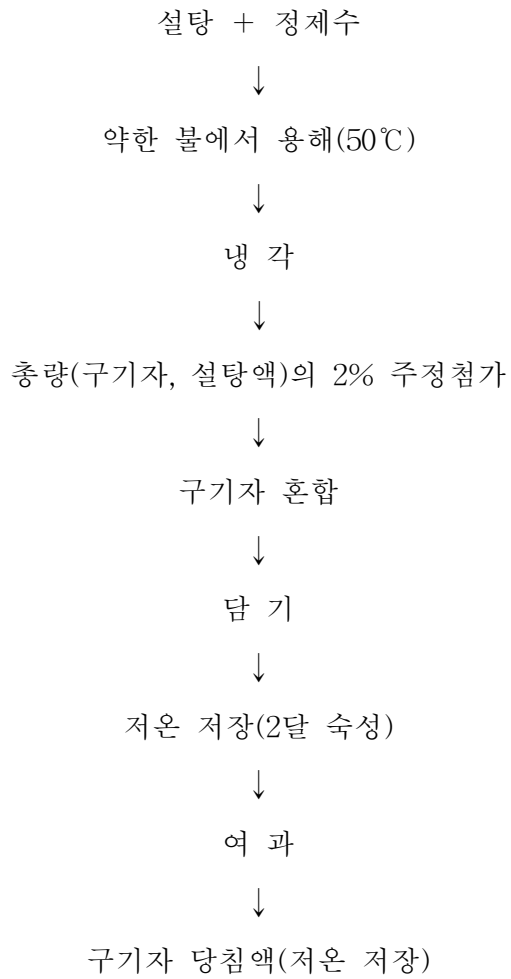 설탕 + 정제수
↓
약한 불에서 용해(50℃)
↓
냉 각
↓
총량(구기자, 설탕액)의 2% 주정첨가
↓
구기자 혼합
↓
담 기
↓
저온 저장(2달 숙성)
↓
여 과
↓
구기자 당침액(저온 저장)